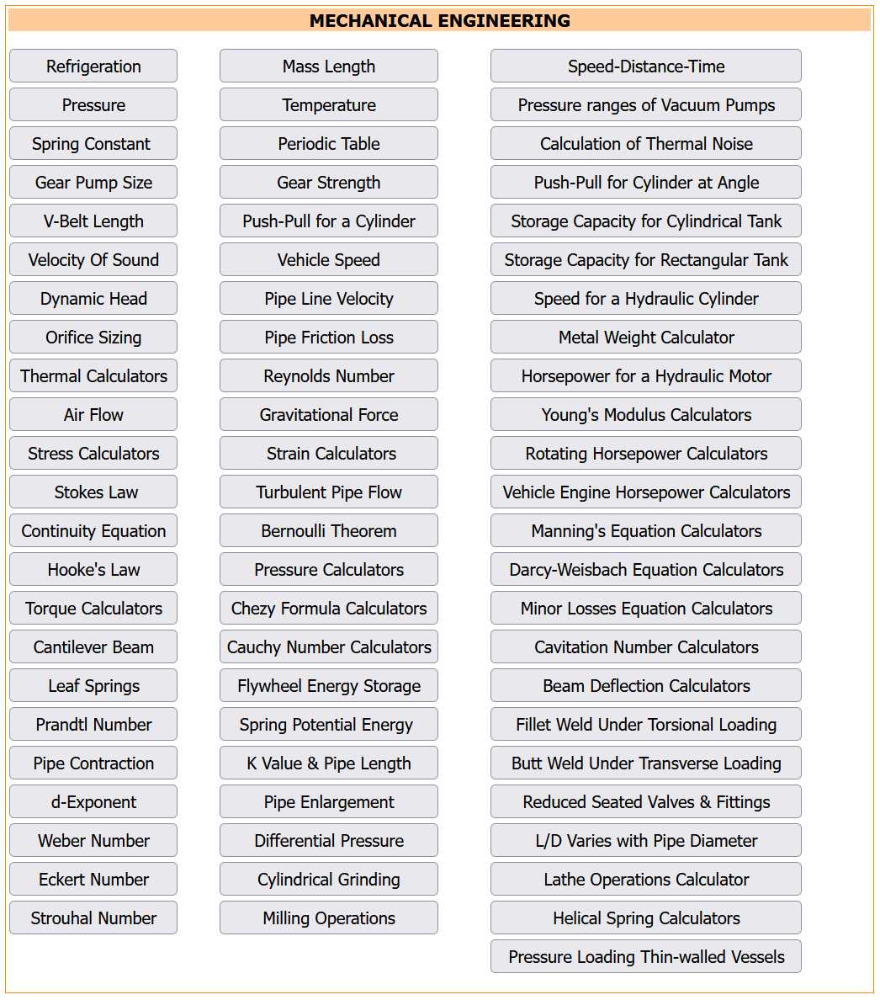 MECHANICAL ENGINEERING
Refrigeration
Mass Length
Speed-Distance-Time
Pressure
Temperature
Pressure ranges of Vacuum Pumps
Spring Constant
Periodic Table
Calculation of Thermal Noise
Gear Pump Size
Gear Strength
Push-Pull for Cylinder at Angle
V-Belt Length
Push-Pull for a Cylinder
Storage Capacity for Cylindrical Tank
Velocity Of Sound
Vehicle Speed
Storage Capacity for Rectangular Tank
Dynamic Head
Pipe Line Velocity
Speed for a Hydraulic Cylinder
Orifice Sizing
Pipe Friction Loss
Metal Weight Calculator
Thermal Calculators
Reynolds Number
Horsepower for a Hydraulic Motor
Air Flow
Gravitational Force
Young's Modulus Calculators
Stress Calculators
Strain Calculators
Rotating Horsepower Calculators
Stokes Law
Turbulent Pipe Flow
Vehicle Engine Horsepower Calculators
Continuity Equation
Bernoulli Theorem
Manning's Equation Calculators
Hooke's Law
Pressure Calculators
Darcy-Weisbach Equation Calculators
Torque Calculators
Chezy Formula Calculators
Minor Losses Equation Calculators
Cantilever Beam
Cauchy Number Calculators
Cavitation Number Calculators
Leaf Springs
Flywheel Energy Storage
Beam Deflection Calculators
Prandtl Number
Spring Potential Energy
Fillet Weld Under Torsional Loading
Pipe Contraction
K Value & Pipe Length
Butt Weld Under Transverse Loading
d-Exponent
Pipe Enlargement
Reduced Seated Valves & Fittings
Weber Number
Differential Pressure
L/D Varies with Pipe Diameter
Eckert Number
Cylindrical Grinding
Lathe Operations Calculator
Strouhal Number
Milling Operations
Helical Spring Calculators
Pressure Loading Thin-walled Vessels